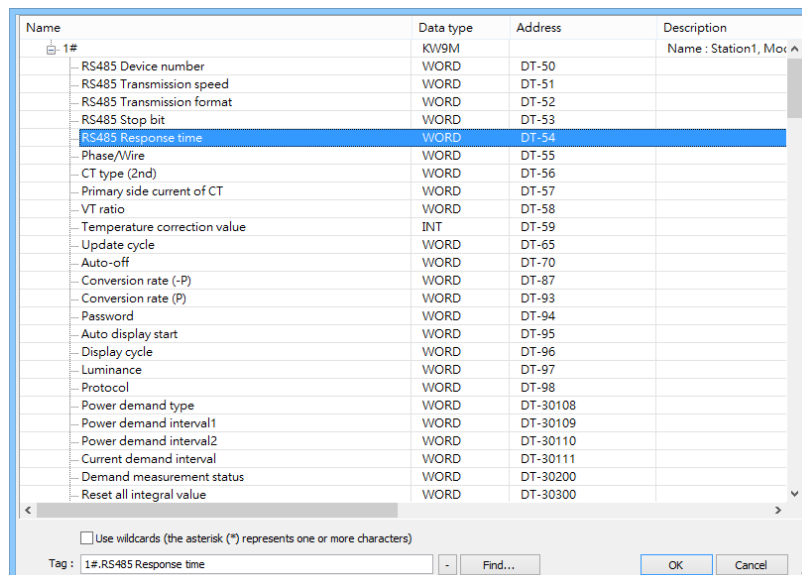 Name Data type Address Description
1# KW9M Name : Station1, Moc
RS485 Device number WORD DT-50
RS485 Transmission speed WORD DT-51
RS485 Transmission format WORD DT-52
RS485 Stop bit WORD DT-53
RS485 Response time WORD DT-54
Phase/Wire WORD DT-55
CT type (2nd) WORD DT-56
Primary side current of CT WORD DT-57
VT ratio WORD DT-58
Temperature correction value INT DT-59
Update cycle WORD DT-65
Auto-off WORD DT-70
Conversion rate (-P) WORD DT-87
Conversion rate (P) WORD DT-93
Password WORD DT-94
Auto display start WORD DT-95
Display cycle WORD DT-96
Luminance WORD DT-97
Protocol WORD DT-98
Power demand type WORD DT-30108
Power demand interval1 WORD DT-30109
Power demand interval2 WORD DT-30110
Current demand interval WORD DT-30111
Demand measurement status WORD DT-30200
Reset all integral value WORD DT-30300
Use wildcards (the asterisk (*) represents one or more characters)
Tag : 1#.RS485 Response time - Find... OK Cancel